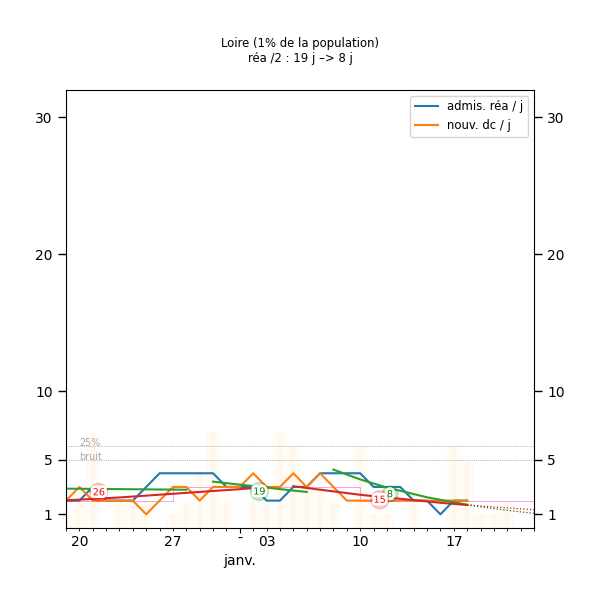 Loire (1% de la population)
réa /2 : 19 j –> 8 j
admis. réa / j
nouv. dc / j
30 30
20 20
10 10
25%
bruit
5 5
26 19 8
15
1 1
20 27 - 03 10 17
janv.